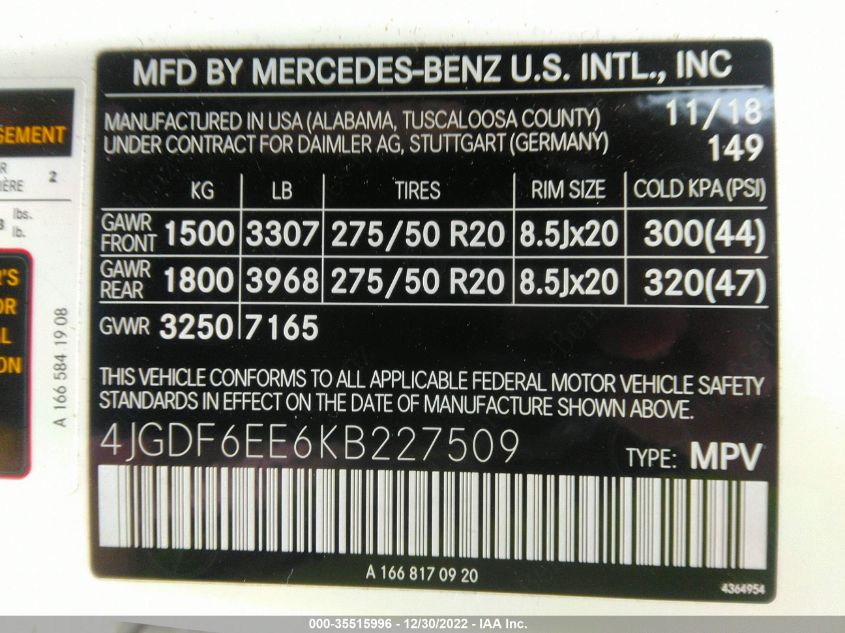 MFD BY MERCEDES-BENZ U.S. INTL., INC
MANUFACTURED IN USA (ALABAMA, TUSCALOOSA COUNTY) 11/18
UNDER CONTRACT FOR DAIMLER AG, STUTTGART (GERMANY) 149
KG LB TIRES RIM SIZE COLD KPA (PSI)
GAWR FRONT 1500 3307 275/50 R20 8.5Jx20 300(44)
GAWR REAR 1800 3968 275/50 R20 8.5Jx20 320(47)
GVWR 3250 7165
THIS VEHICLE CONFORMS TO ALL APPLICABLE FEDERAL MOTOR VEHICLE SAFETY
STANDARDS IN EFFECT ON THE DATE OF MANUFACTURE SHOWN ABOVE.
4JGDF6EE6KB227509 TYPE: MPV
A 166 817 09 20
4364954
A 166 584 19 08
2
lbs.
lb.
000-35515996 - 12/30/2022 - IAA Inc.